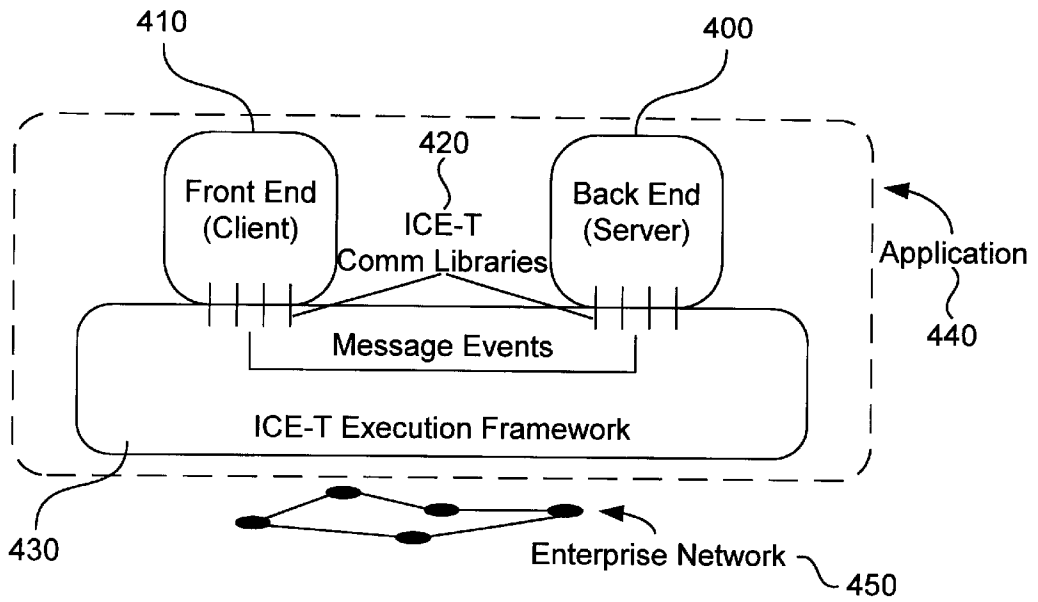 410
400
420
Front End
(Client)
Back End
(Server)
ICE-T
Comm Libraries
Application
440
Message Events
ICE-T Execution Framework
430
Enterprise Network
450